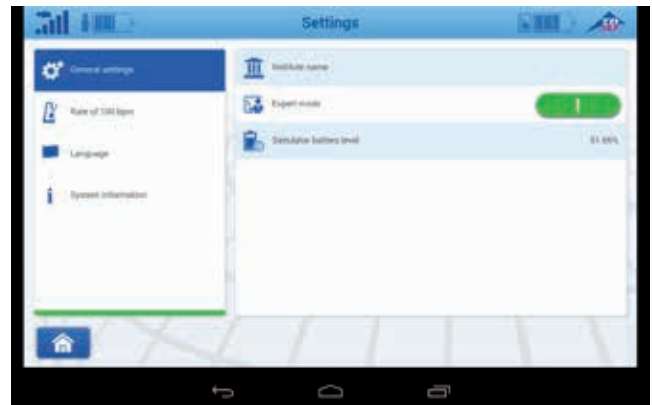 Settings
General settings
Rate of 100 bpm
Language
System information
Institute name
Expert mode
Simulator battery level